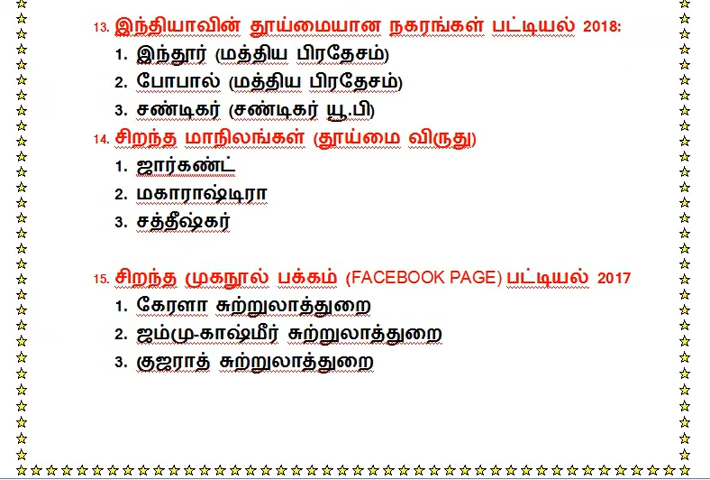 13. இந்தியாவின் தூய்மையான நகரங்கள் பட்டியல் 2018:
1. இந்தூர் (மத்திய பிரதேசம்)
2. போபால் (மத்திய பிரதேசம்)
3. சண்டிகர் (சண்டிகர் யூ.பி)
14. சிறந்த மாநிலங்கள் (தூய்மை விருது)
1. ஜார்கண்ட்
2. மகாராஷ்டிரா
3. சத்தீஷ்கர்
15. சிறந்த முகநூல் பக்கம் (FACEBOOK PAGE) பட்டியல் 2017
1. கேரளா சுற்றுலாத்துறை
2. ஜம்மு-காஷ்மீர் சுற்றுலாத்துறை
3. குஜராத் சுற்றுலாத்துறை